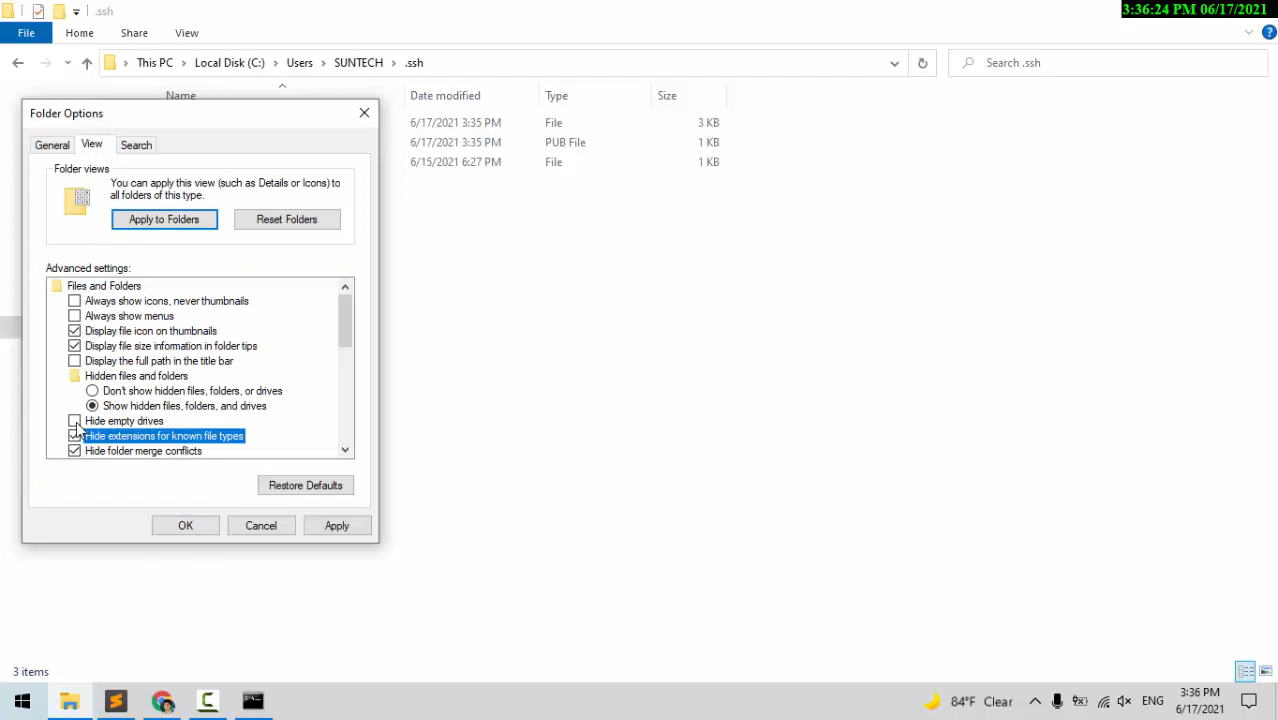 .ssh
3:36:24 PM 06/17/2021
File Home Share View
This PC Local Disk (C:) Users SUNTECH .ssh
Search .ssh
Name Date modified Type Size
6/17/2021 3:35 PM File 3 KB
6/17/2021 3:35 PM PUB File 1 KB
6/15/2021 6:27 PM File 1 KB
Folder Options
General View Search
Folder views
You can apply this view (such as Details or Icons) to
all folders of this type.
Apply to Folders Reset Folders
Advanced settings:
Files and Folders
Always show icons, never thumbnails
Always show menus
Display file icon on thumbnails
Display file size information in folder tips
Display the full path in the title bar
Hidden files and folders
Don't show hidden files, folders, or drives
Show hidden files, folders, and drives
Hide empty drives
Hide extensions for known file types
Hide folder merge conflicts
Restore Defaults
OK Cancel Apply
3 items
84°F Clear
ENG
3:36 PM
6/17/2021